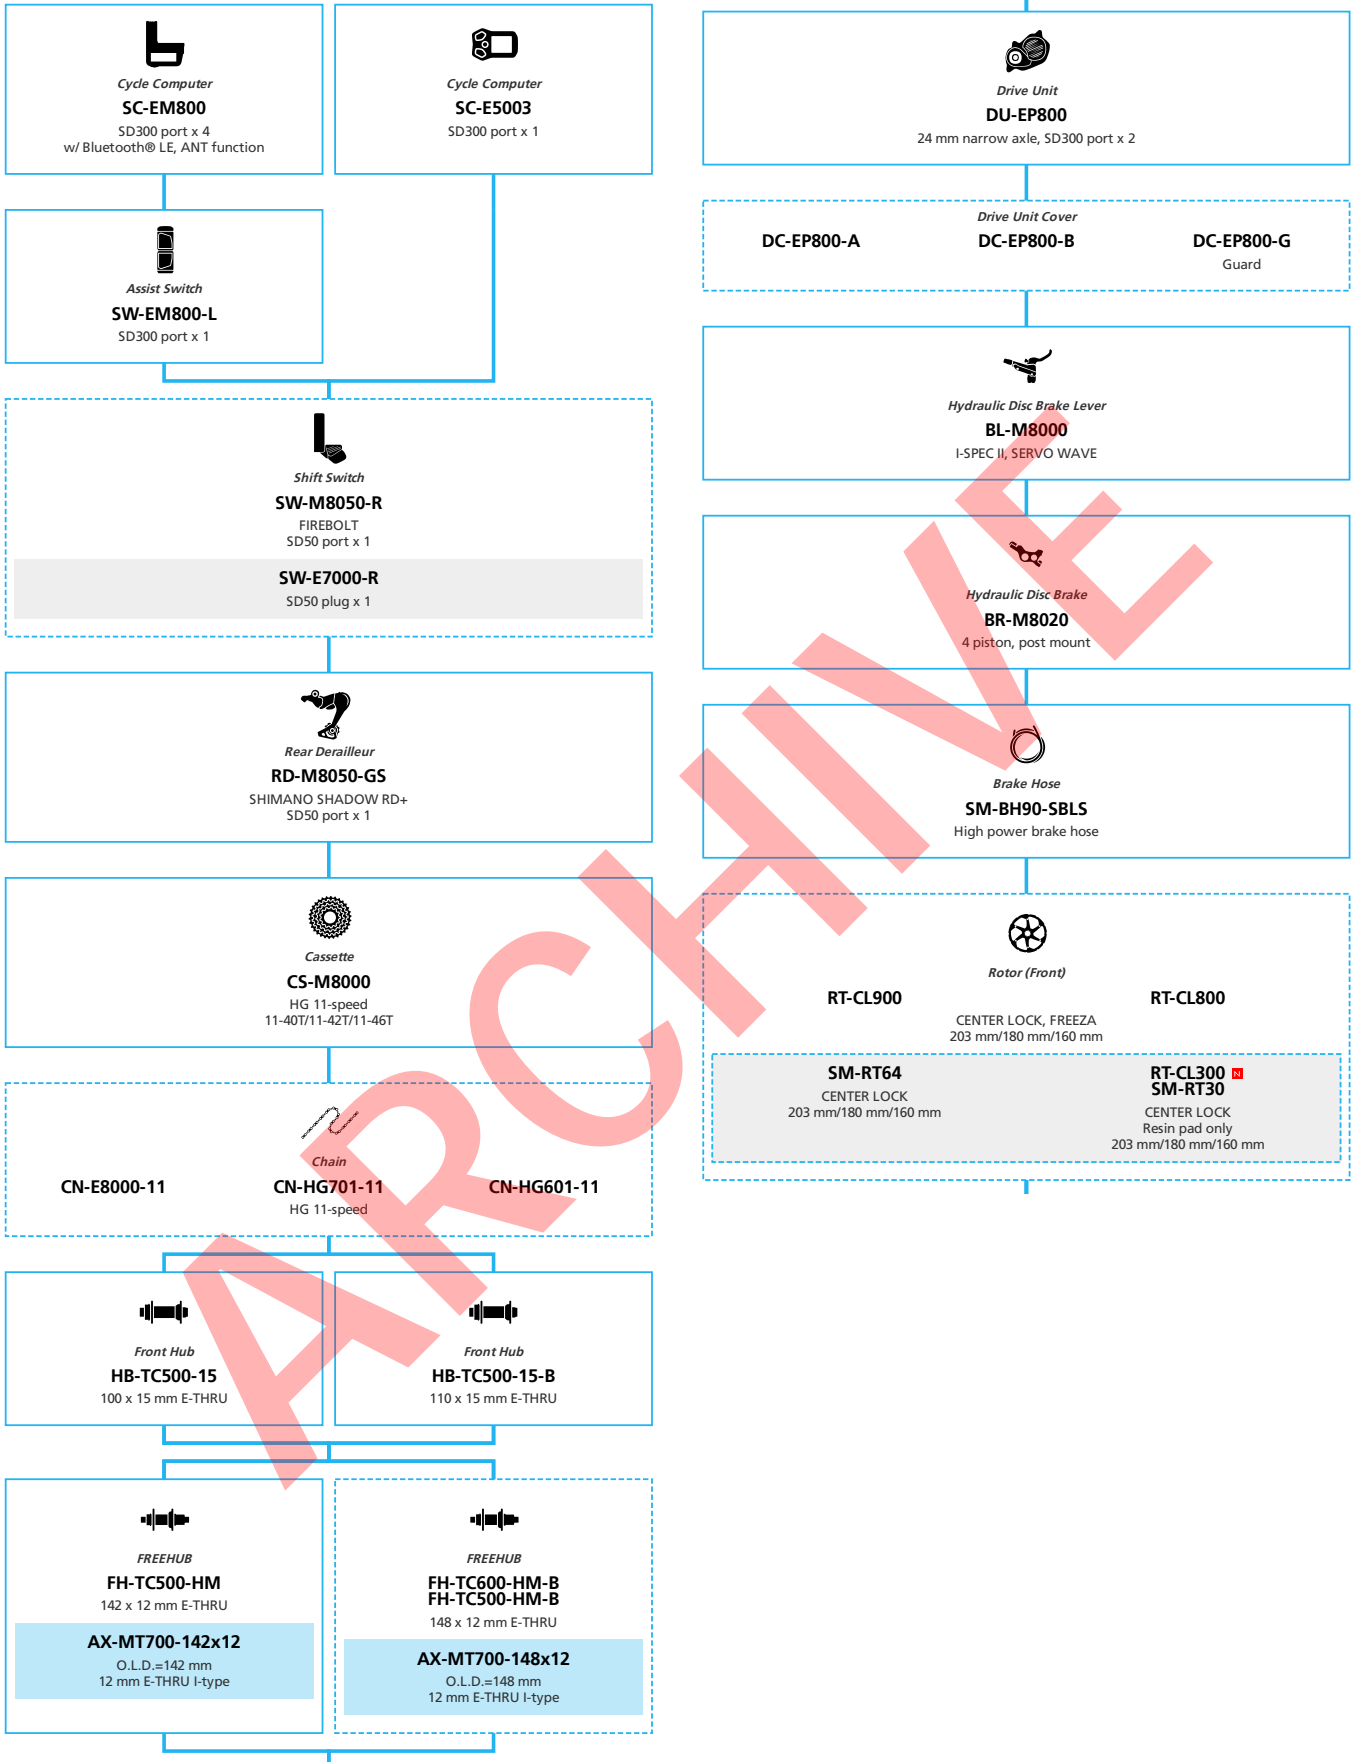 Cycle Computer
SC-EM800
SD300 port x 4
w/ Bluetooth® LE, ANT function
Cycle Computer
SC-E5003
SD300 port x 1
Assist Switch
SW-EM800-L
SD300 port x 1
Shift Switch
SW-M8050-R
FIREBOLT
SD50 port x 1
SW-E7000-R
SD50 plug x 1
Rear Derailleur
RD-M8050-GS
SHIMANO SHADOW RD+
SD50 port x 1
Cassette
CS-M8000
HG 11-speed
11-40T/11-42T/11-46T
Chain
CN-E8000-11
CN-HG701-11
CN-HG601-11
HG 11-speed
Front Hub
HB-TC500-15
100 x 15 mm E-THRU
Front Hub
HB-TC500-15-B
110 x 15 mm E-THRU
FREEHUB
FH-TC500-HM
142 x 12 mm E-THRU
AX-MT700-142x12
O.L.D.=142 mm
12 mm E-THRU I-type
FREEHUB
FH-TC600-HM-B
FH-TC500-HM-B
148 x 12 mm E-THRU
AX-MT700-148x12
O.L.D.=148 mm
12 mm E-THRU I-type
Drive Unit
DU-EP800
24 mm narrow axle, SD300 port x 2
Drive Unit Cover
DC-EP800-A
DC-EP800-B
DC-EP800-G
Guard
Hydraulic Disc Brake Lever
BL-M8000
I-SPEC II, SERVO WAVE
Hydraulic Disc Brake
BR-M8020
4 piston, post mount
Brake Hose
SM-BH90-SBLS
High power brake hose
Rotor (Front)
RT-CL900
RT-CL800
CENTER LOCK, FREEZA
203 mm/180 mm/160 mm
SM-RT64
CENTER LOCK
203 mm/180 mm/160 mm
RT-CL300 N
SM-RT30
CENTER LOCK
Resin pad only
203 mm/180 mm/160 mm
ARCHIVE